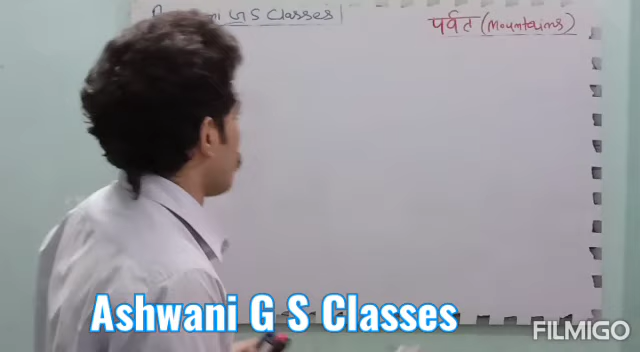 G S Classes
पर्वत (Mountains)
Ashwani G S Classes
FILMIGO